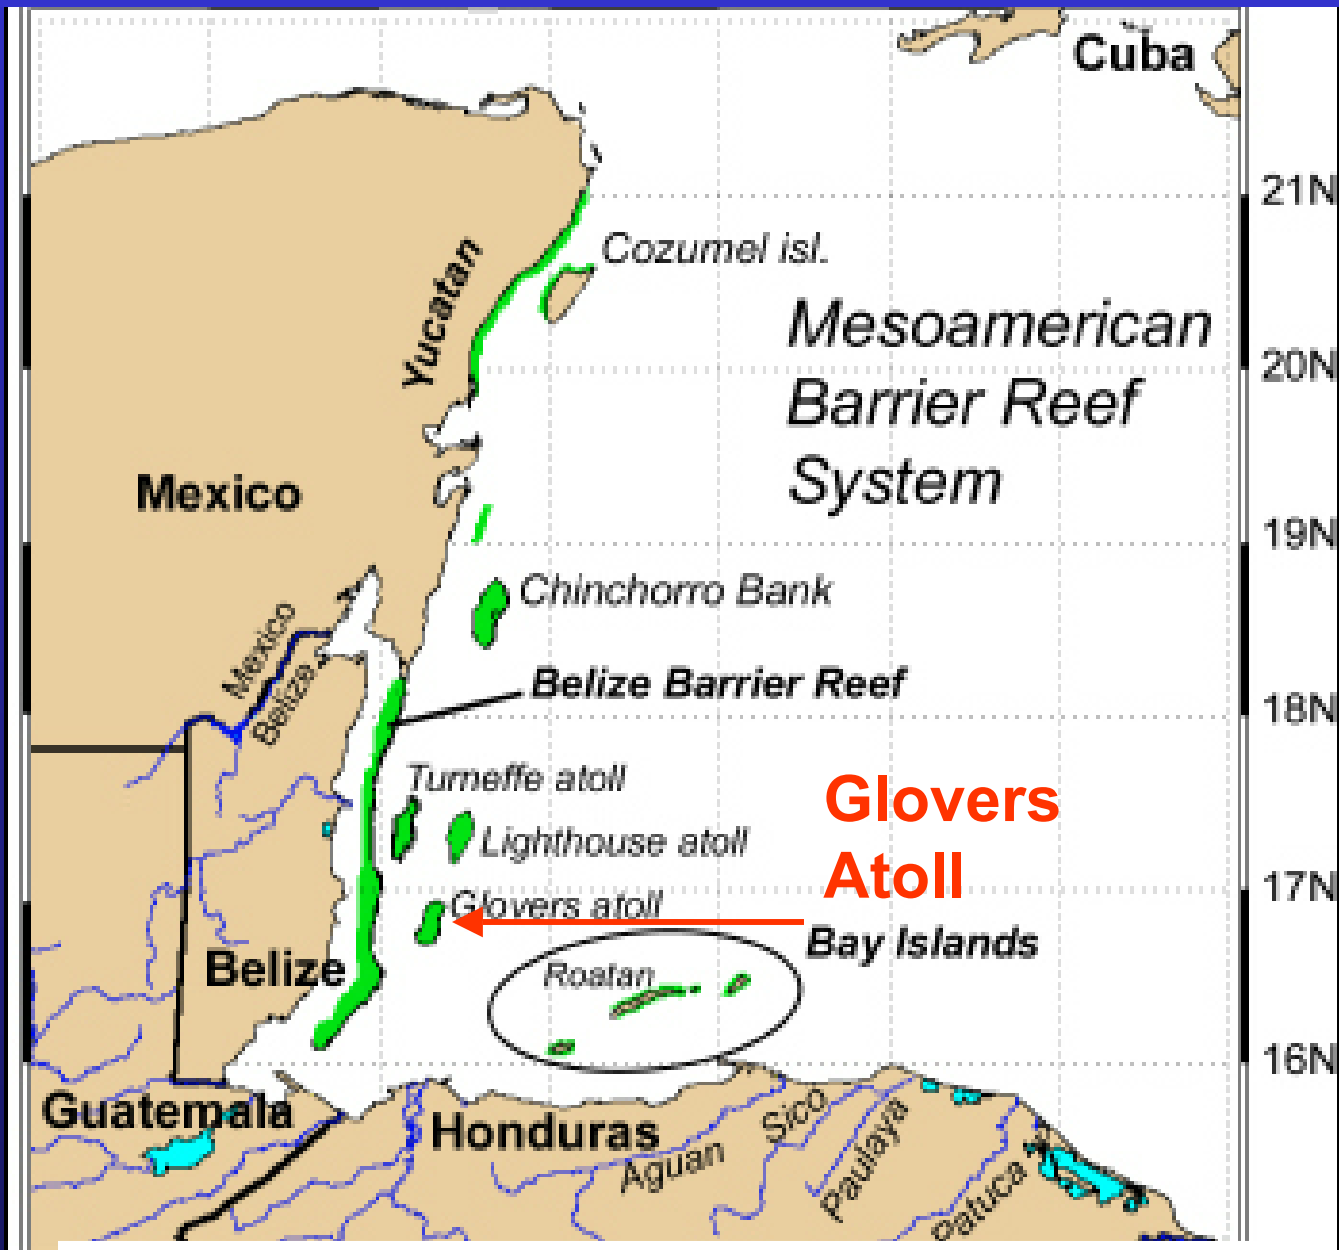 Cuba
21N
Cozumel isl.
Yucatan
Mesoamerican
Barrier Reef
System
20N
Mexico
19N
Chinchorro Bank
Mexico
Belize
Belize Barrier Reef
18N
Turneffe atoll
Glovers
Atoll
Lighthouse atoll
17N
Glovers atoll
Bay Islands
Belize
Roatan
16N
Guatemala
Honduras
Aguan
Sico
Paulaya
Patuca